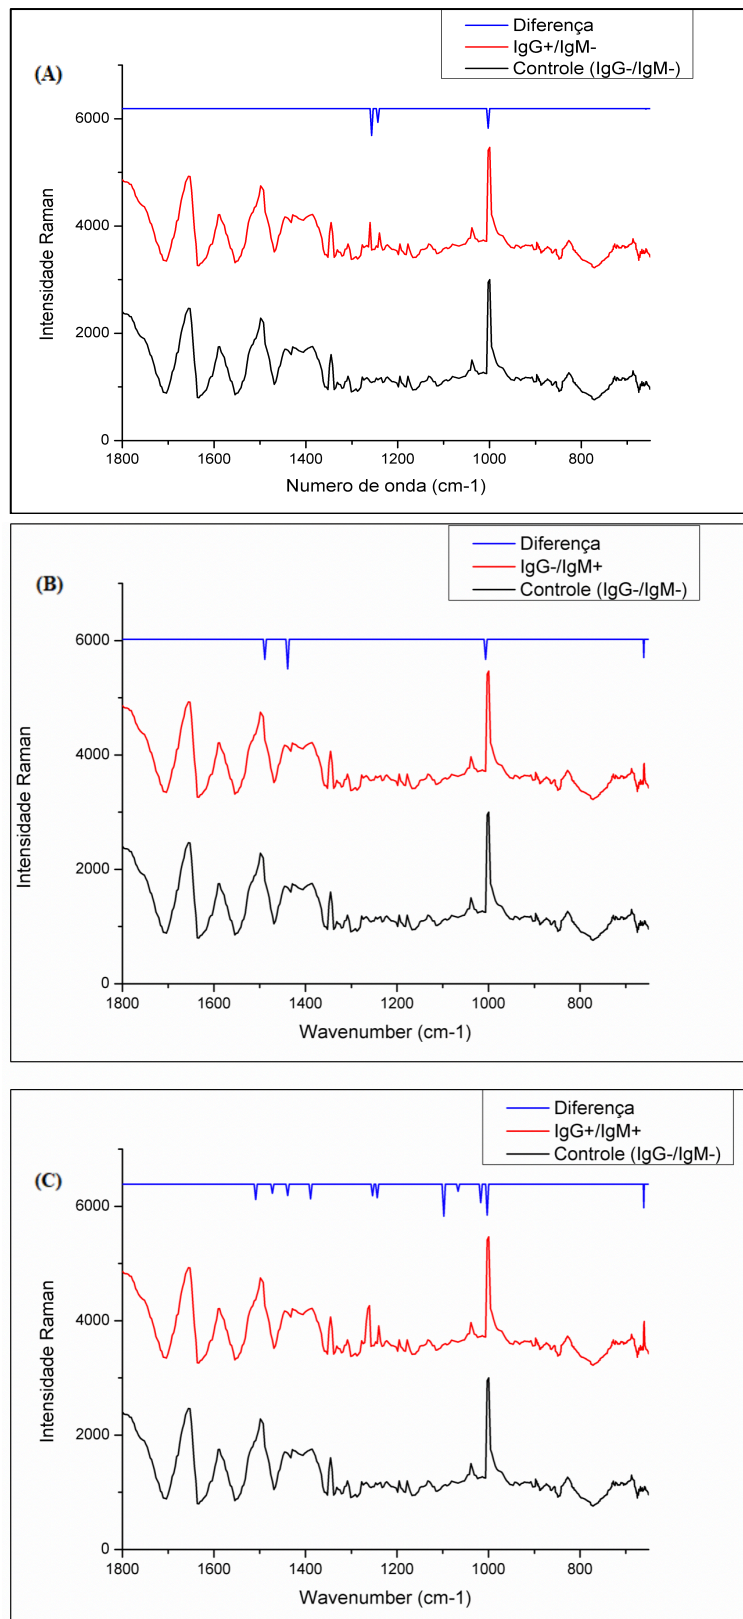 Diferença
IgG+/IgM-
Controle (IgG-/IgM-)
(A)
6000
4000
2000
0
Intensidade Raman
1800 1600 1400 1200 1000 800
Numero de onda (cm-1)
Diferença
IgG-/IgM+
Controle (IgG-/IgM-)
(B)
6000
4000
2000
0
Intensidade Raman
1800 1600 1400 1200 1000 800
Wavenumber (cm-1)
Diferença
IgG+/IgM+
Controle (IgG-/IgM-)
(C)
6000
4000
2000
0
Intensidade Raman
1800 1600 1400 1200 1000 800
Wavenumber (cm-1)